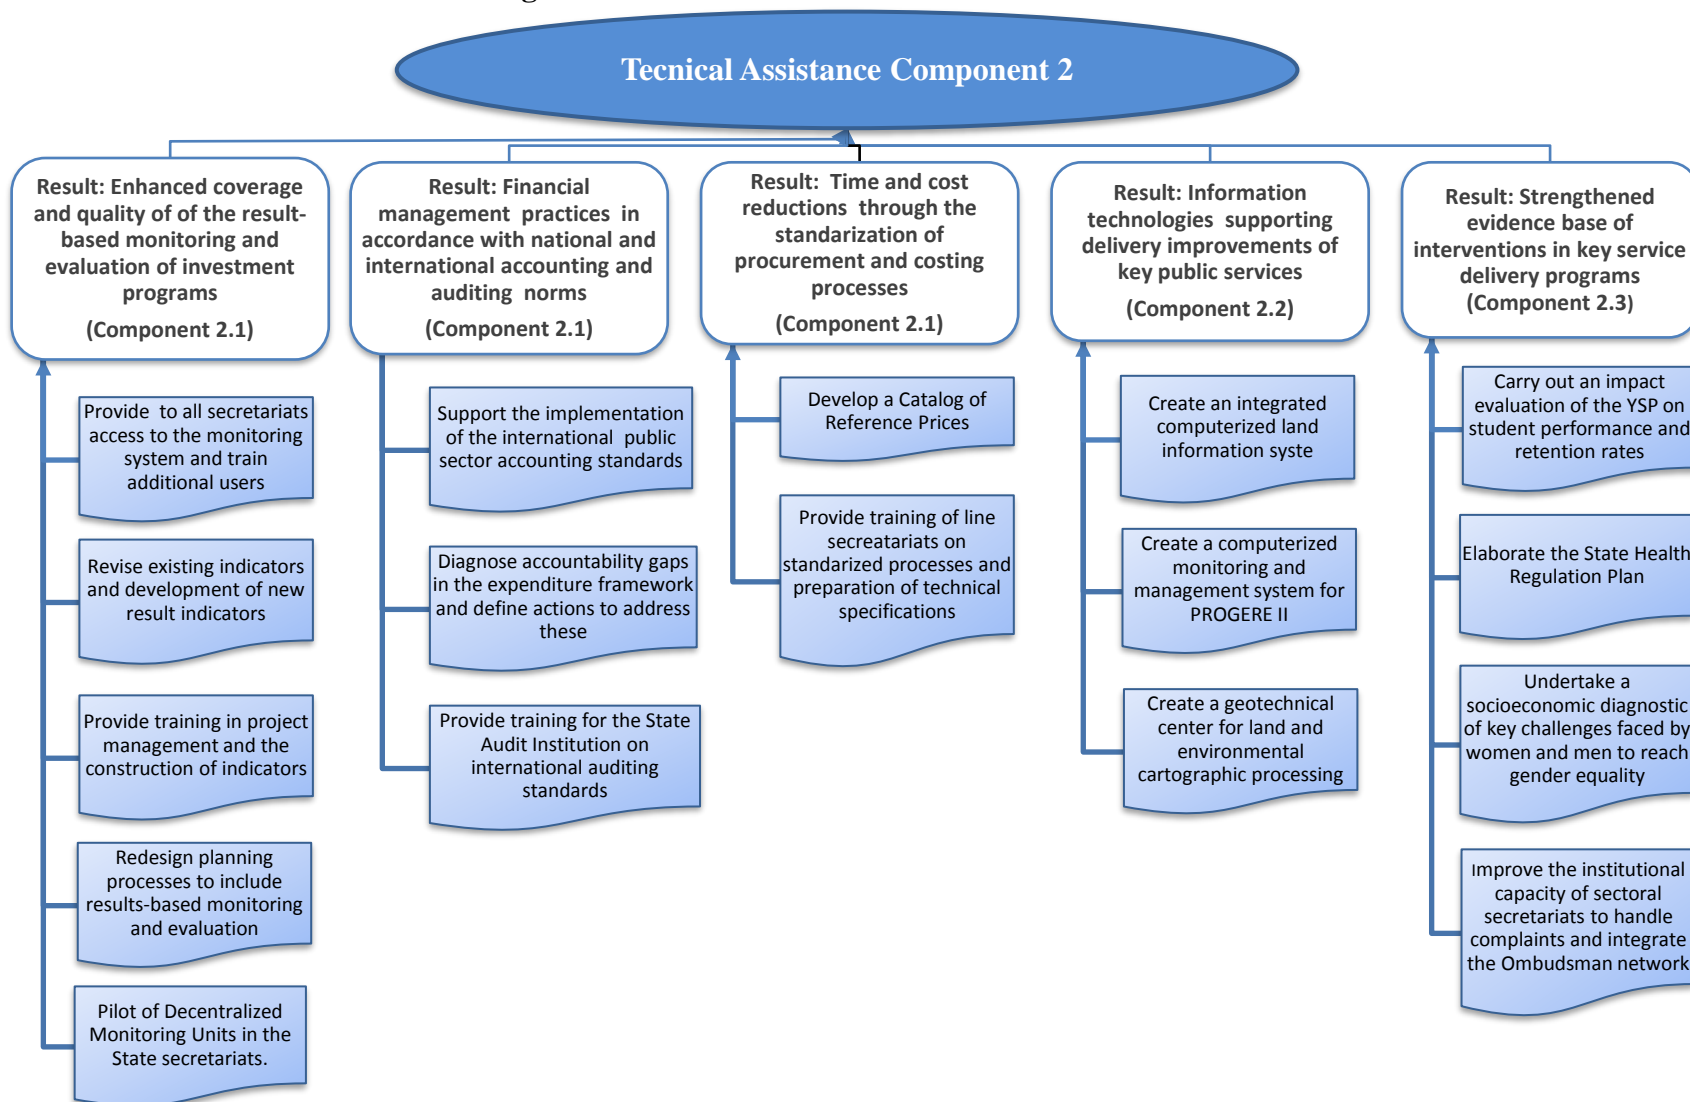 Tecnical Assistance Component 2
Result: Enhanced coverage
and quality of of the result-
based monitoring and
evaluation of investment
programs
(Component 2.1)
Provide to all secretariats
access to the monitoring
system and train
additional users
Revise existing indicators
and development of new
result indicators
Provide training in project
management and the
construction of indicators
Redesign planning
processes to include
results-based monitoring
and evaluation
Pilot of Decentralized
Monitoring Units in the
State secretariats.
Result: Financial
management practices in
accordance with national and
international accounting and
auditing norms
(Component 2.1)
Support the implementation
of the international public
sector accounting standards
Diagnose accountability gaps
in the expenditure framework
and define actions to address
these
Provide training for the State
Audit Institution on
international auditing
standards
Result: Time and cost
reductions through the
standarization of
procurement and costing
processes
(Component 2.1)
Develop a Catalog of
Reference Prices
Provide training of line
secreatariats on
standarized processes and
preparation of technical
specifications
Result: Information
technologies supporting
delivery improvements of
key public services
(Component 2.2)
Create an integrated
computerized land
information syste
Create a computerized
monitoring and
management system for
PROGERE II
Create a geotechnical
center for land and
environmental
cartographic processing
Result: Strengthened
evidence base of
interventions in key service
delivery programs
(Component 2.3)
Carry out an impact
evaluation of the YSP on
student performance and
retention rates
Elaborate the State Health
Regulation Plan
Undertake a
socioeconomic diagnostic
of key challenges faced by
women and men to reach
gender equality
Improve the institutional
capacity of sectoral
secretariats to handle
complaints and integrate
the Ombudsman network